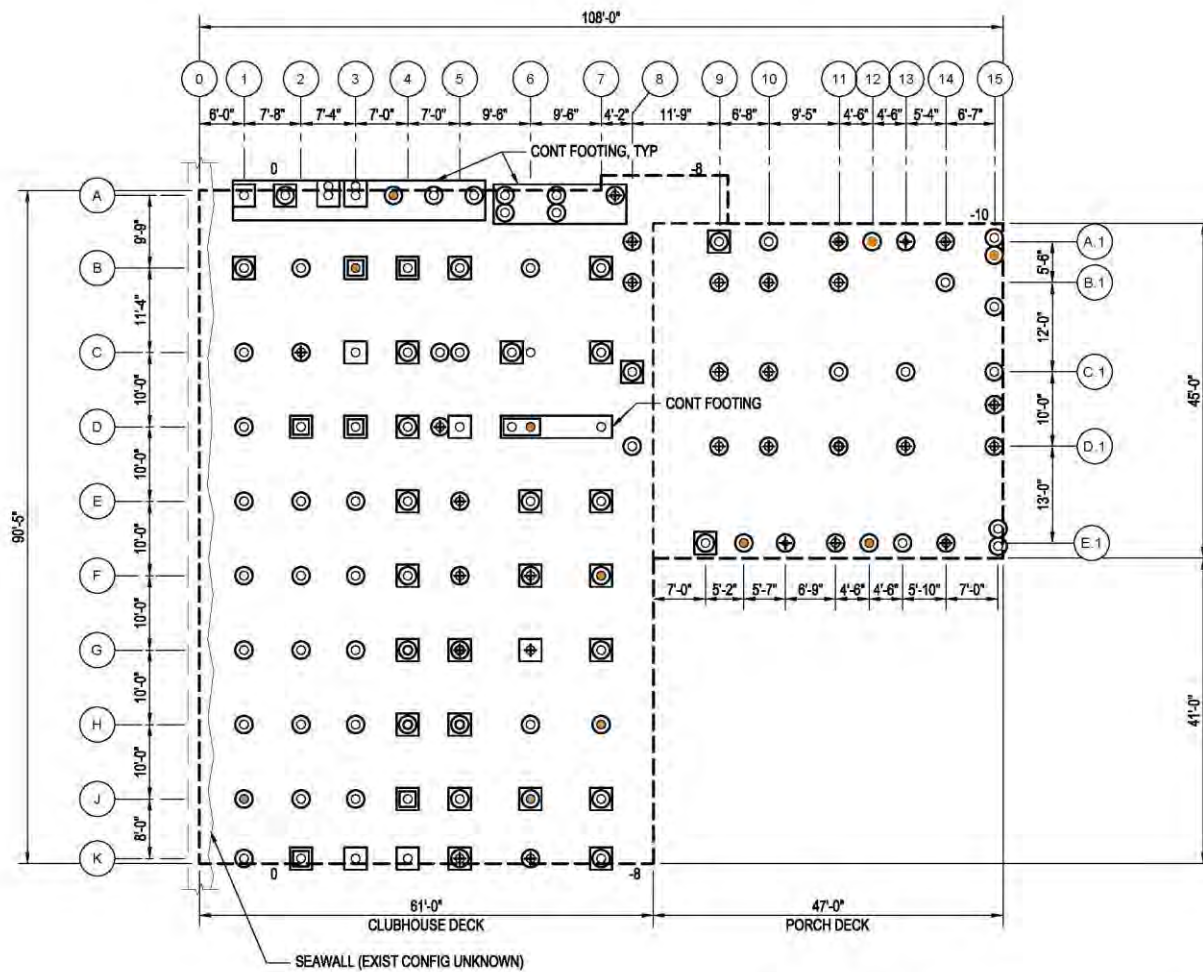 108'-0"
0 1 2 3 4 5 6 7 8 9 10 11 12 13 14 15
6'-0" 7'-8" 7'-4" 7'-0" 7'-0" 9'-6" 9'-6" 4'-2" 11'-9" 6'-8" 9'-5" 4'-6" 4'-6" 5'-4" 6'-7"
CONT FOOTING, TYP
0
-8
-10
A
9'-9"
B
11'-4"
C
10'-0"
D
10'-0"
E
10'-0"
F
10'-0"
G
10'-0"
H
10'-0"
J
8'-0"
K
90'-5"
CONT FOOTING
A.1
5'-6"
B.1
12'-0"
C.1
10'-0"
D.1
13'-0"
E.1
45'-0"
41'-0"
7'-0" 5'-2" 5'-7" 6'-9" 4'-6" 4'-6" 5'-10" 7'-0"
0
-8
61'-0"
CLUBHOUSE DECK
47'-0"
PORCH DECK
SEAWALL (EXIST CONFIG UNKNOWN)